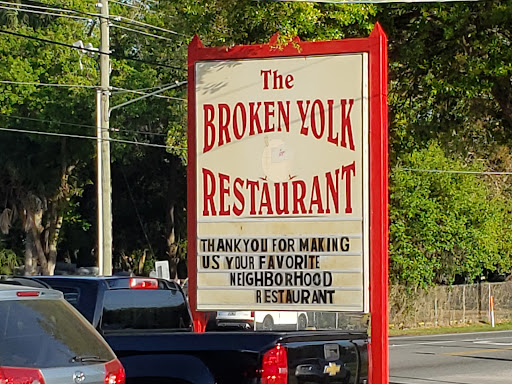 The
BROKEN YOLK
RESTAURANT
THANKYOU FOR MAKING
US YOUR FAVORITE
NEIGHBORHOOD
RESTAURANT